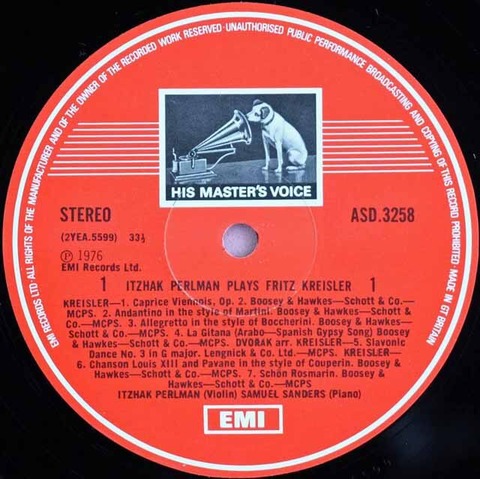 EMI RECORDS LTD ALL RIGHTS OF THE MANUFACTURER AND OF THE OWNER OF THE RECORDED WORK RESERVED · UNAUTHORISED PUBLIC PERFORMANCE BROADCASTING AND COPYING OF THIS RECORD PROHIBITED · MADE IN GT BRITAIN
HIS MASTER'S VOICE
STEREO ASD.3258
(2YEA.5599) 33⅓
Ⓟ 1976
EMI Records Ltd.
1 ITZHAK PERLMAN PLAYS FRITZ KREISLER 1
KREISLER—1. Caprice Viennois, Op. 2. Boosey & Hawkes—Schott & Co.—
MCPS. 2. Andantino in the style of Martini. Boosey & Hawkes—Schott &
Co.—MCPS. 3. Allegretto in the style of Boccherini. Boosey & Hawkes—
Schott & Co.—MCPS. 4. La Gitana (Arabo—Spanish Gypsy Song) Boosey &
Hawkes—Schott & Co.—MCPS. DVOŘAK arr. KREISLER—5. Slavonic
Dance No. 3 in G major. Lengnick & Co. Ltd.—MCPS. KREISLER—
6. Chanson Louis XIII and Pavane in the style of Couperin. Boosey &
Hawkes—Schott & Co.—MCPS. 7. Schön Rosmarin. Boosey &
Hawkes—Schott & Co.—MCPS
ITZHAK PERLMAN (Violin) SAMUEL SANDERS (Piano)
EMI